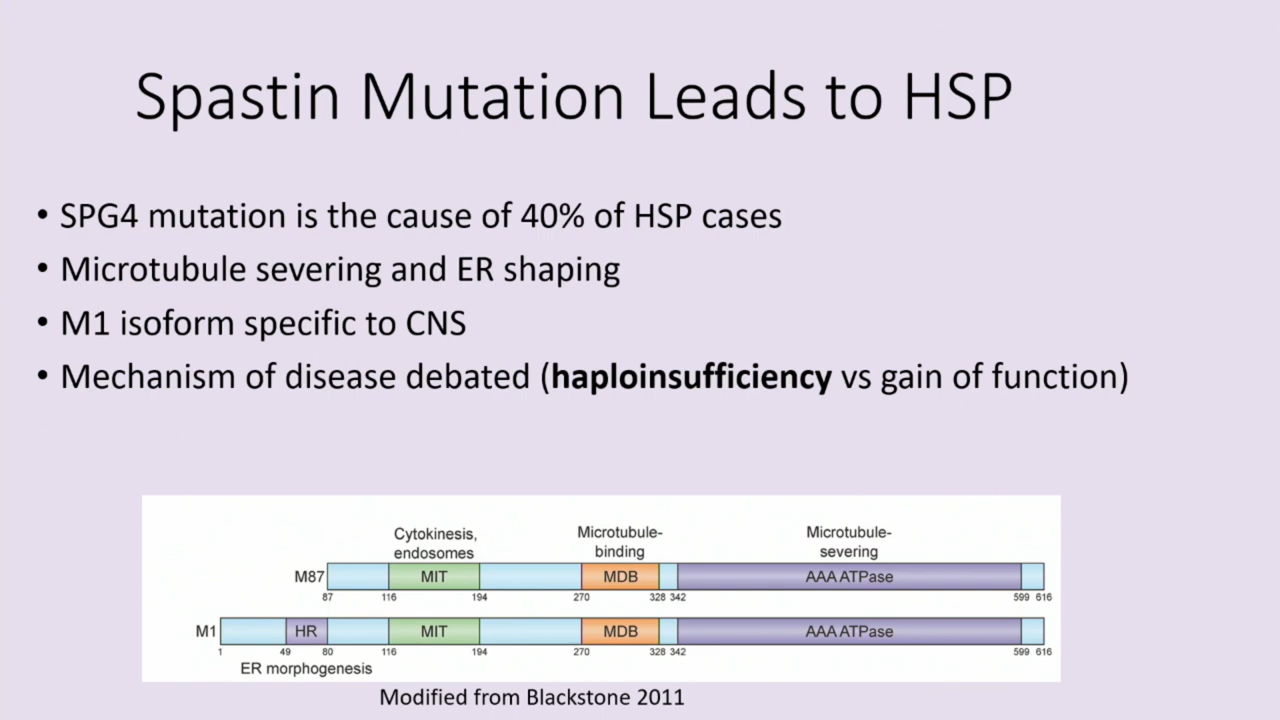 Spastin Mutation Leads to HSP
• SPG4 mutation is the cause of 40% of HSP cases
• Microtubule severing and ER shaping
• M1 isoform specific to CNS
• Mechanism of disease debated (haploinsufficiency vs gain of function)
Cytokinesis,
endosomes
Microtubule-
binding
Microtubule-
severing
M87 MIT MDB AAA ATPase
87 116 194 270 328 342 599 616
M1 HR MIT MDB AAA ATPase
1 49 80 116 194 270 328 342 599 616
ER morphogenesis
Modified from Blackstone 2011